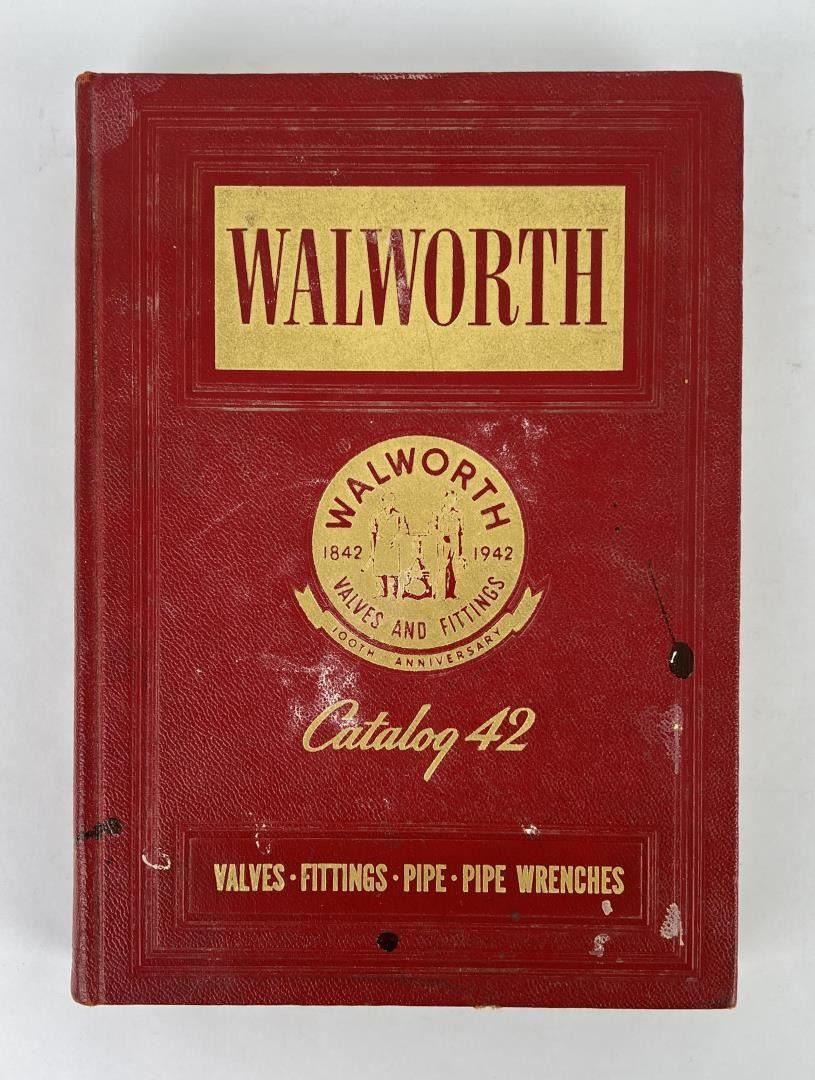 WALWORTH
WALWORTH
1842 1942
VALVES AND FITTINGS
100TH ANNIVERSARY
Catalog 42
VALVES · FITTINGS · PIPE · PIPE WRENCHES